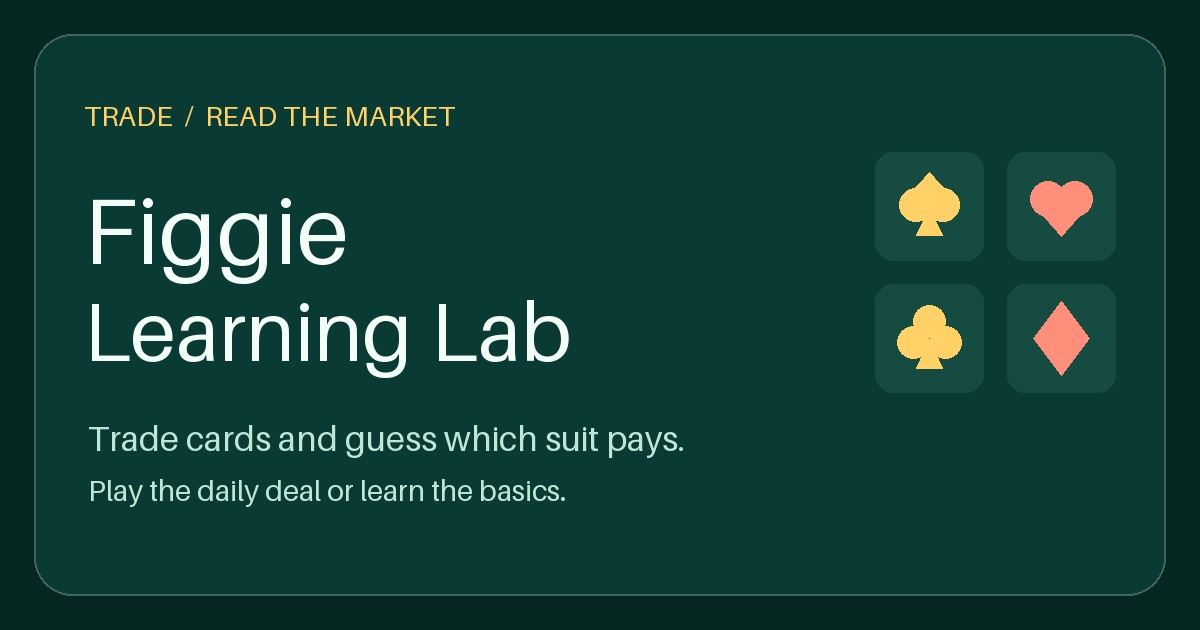 TRADE / READ THE MARKET
Figgie
Learning Lab
Trade cards and guess which suit pays.
Play the daily deal or learn the basics.